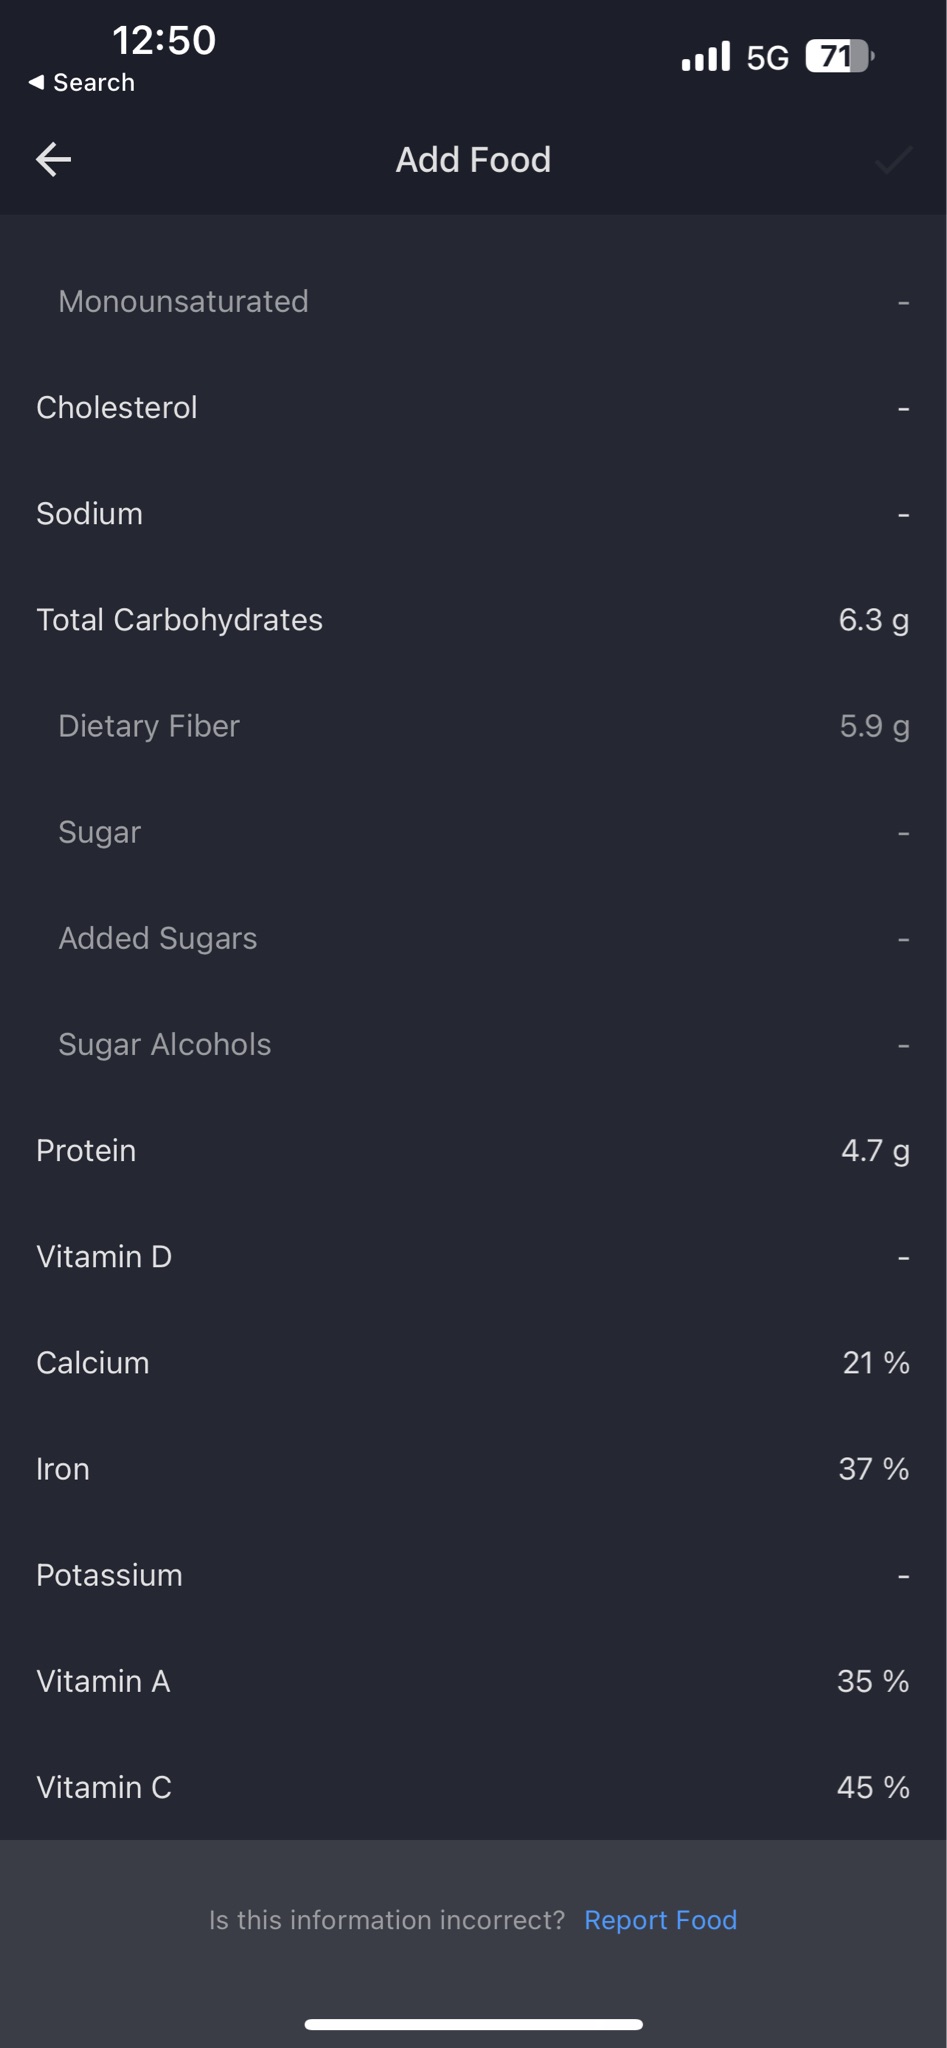 12:50
5G 71
◀ Search
Add Food
Monounsaturated -
Cholesterol -
Sodium -
Total Carbohydrates 6.3 g
Dietary Fiber 5.9 g
Sugar -
Added Sugars -
Sugar Alcohols -
Protein 4.7 g
Vitamin D -
Calcium 21 %
Iron 37 %
Potassium -
Vitamin A 35 %
Vitamin C 45 %
Is this information incorrect? Report Food